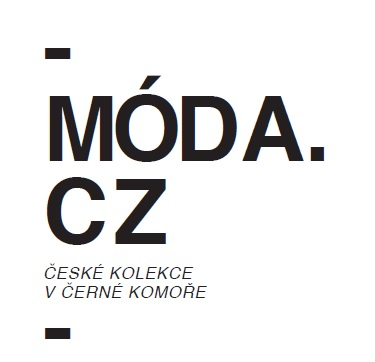 -
MÓDA.
CZ
ČESKÉ KOLEKCE
V ČERNÉ KOMOŘE
-